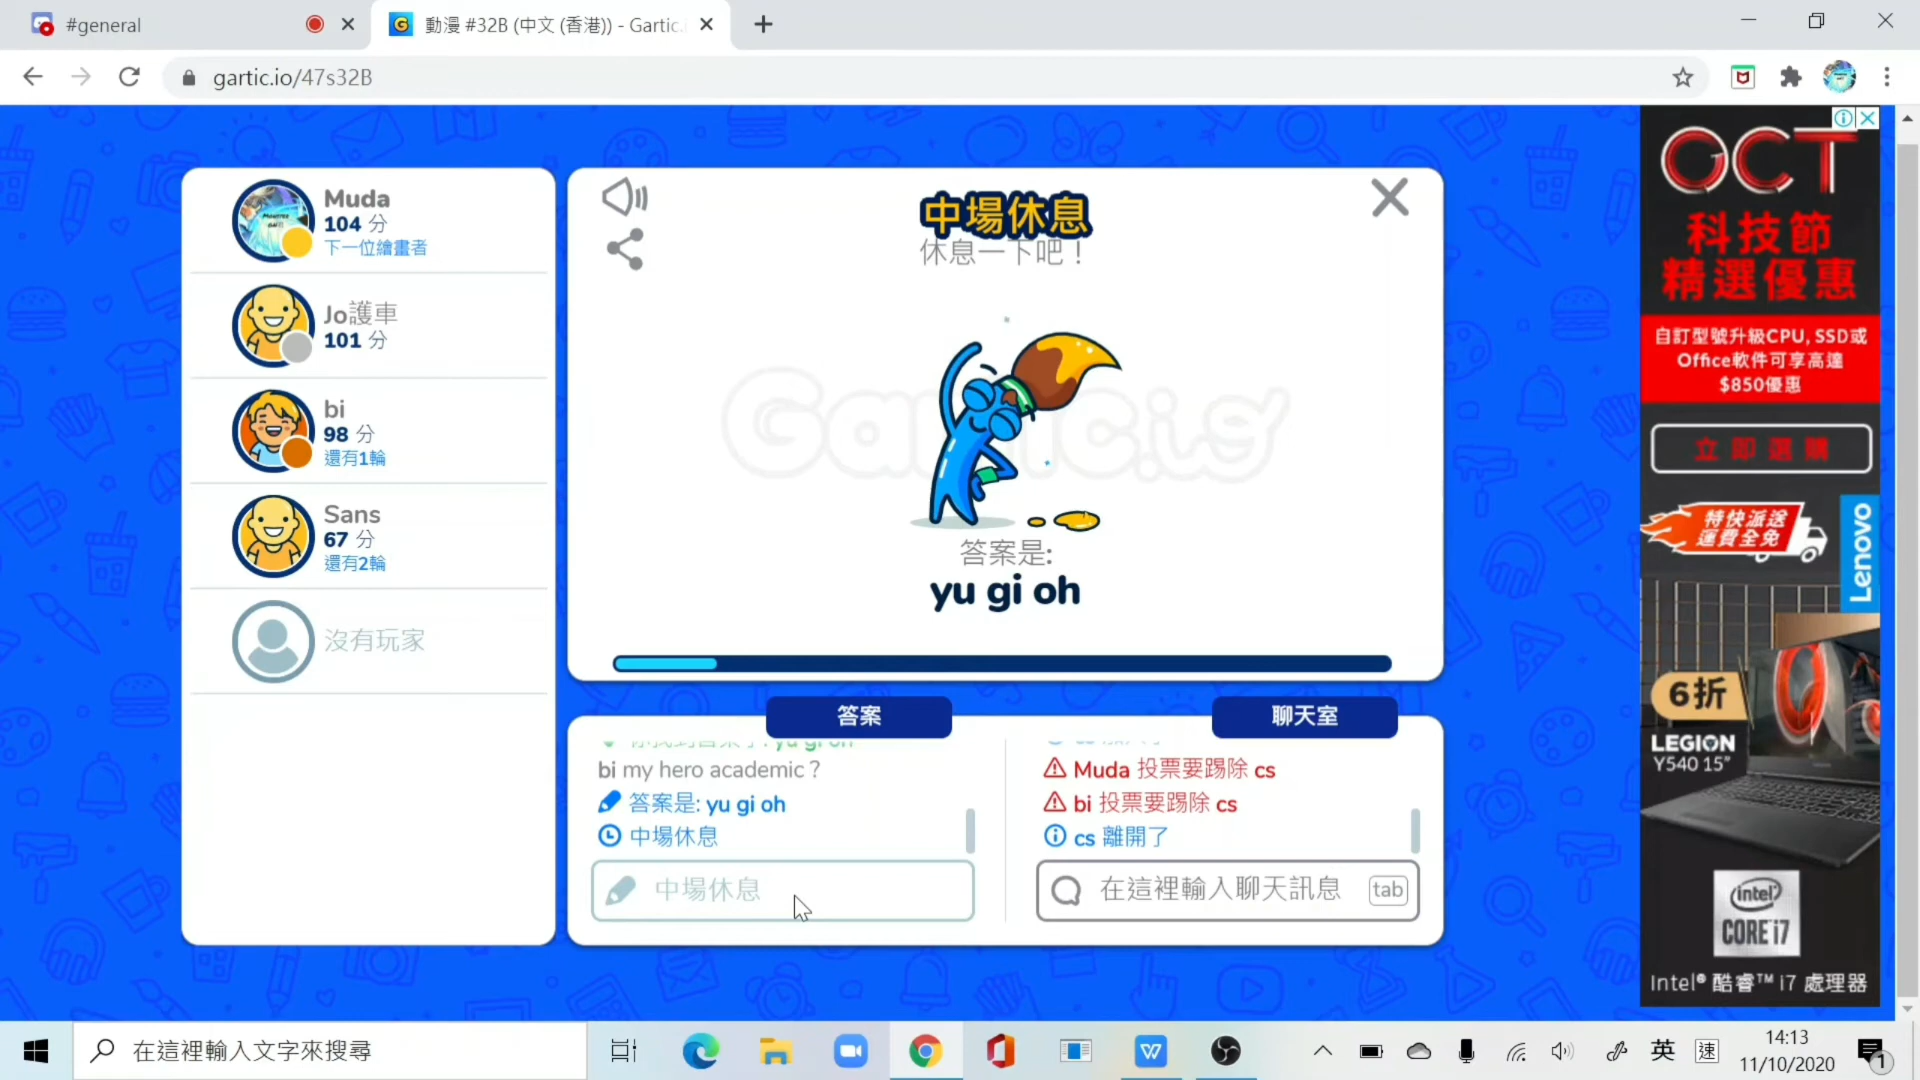 #general
動漫 #32B (中文 (香港)) - Gartic.
gartic.io/47s32B
Muda
104 分
下一位繪畫者
Jo護車
101 分
bi
98 分
還有1輪
Sans
67 分
還有2輪
沒有玩家
中場休息
休息一下吧！
Gartic.io
答案是:
yu gi oh
答案
bi my hero academic ?
答案是: yu gi oh
中場休息
中場休息
聊天室
Muda 投票要踢除 cs
bi 投票要踢除 cs
cs 離開了
在這裡輸入聊天訊息
tab
OCT
科技節
精選優惠
自訂型號升級CPU, SSD或
Office軟件可享高達
$850優惠
立即選購
特快派送
運費全免
Lenovo
6折
LEGION
Y540 15"
intel
CORE i7
Intel® 酷睿™ i7 處理器
在這裡輸入文字來搜尋
英
速
14:13
11/10/2020
1